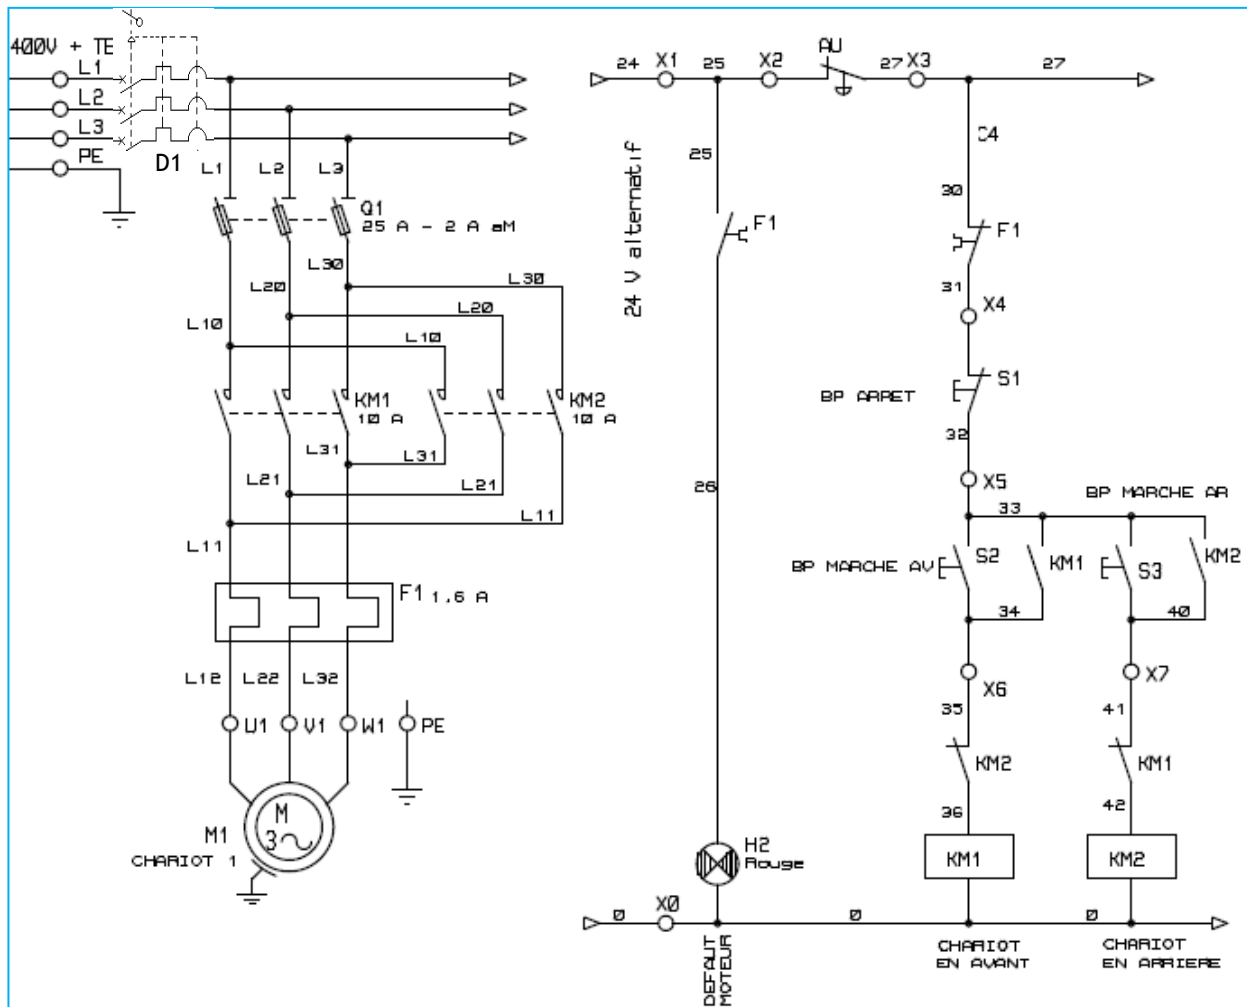 400V + TE
L1
L2
L3
PE
D1
L1
L2
L3
Q1
25 A - 2 A aM
L30
L30
L20
L20
L10
L10
KM1
10 A
KM2
10 A
L31
L31
L21
L21
L11
L11
F1 1,6 A
L12
L22
L32
U1
V1
W1
PE
M
3
M1
CHARIOT 1
24 V alternatif
24
X1
25
X2
AU
27
X3
27
25
F1
26
H2
Rouge
30
F1
31
X4
BP ARRET
S1
32
X5
33
BP MARCHE AR
BP MARCHE AV
S2
KM1
S3
KM2
34
40
X6
X7
35
41
KM2
KM1
36
42
KM1
KM2
0
X0
0
0
DEFAUT
MOTEUR
CHARIOT
EN AVANT
CHARIOT
EN ARRIERE